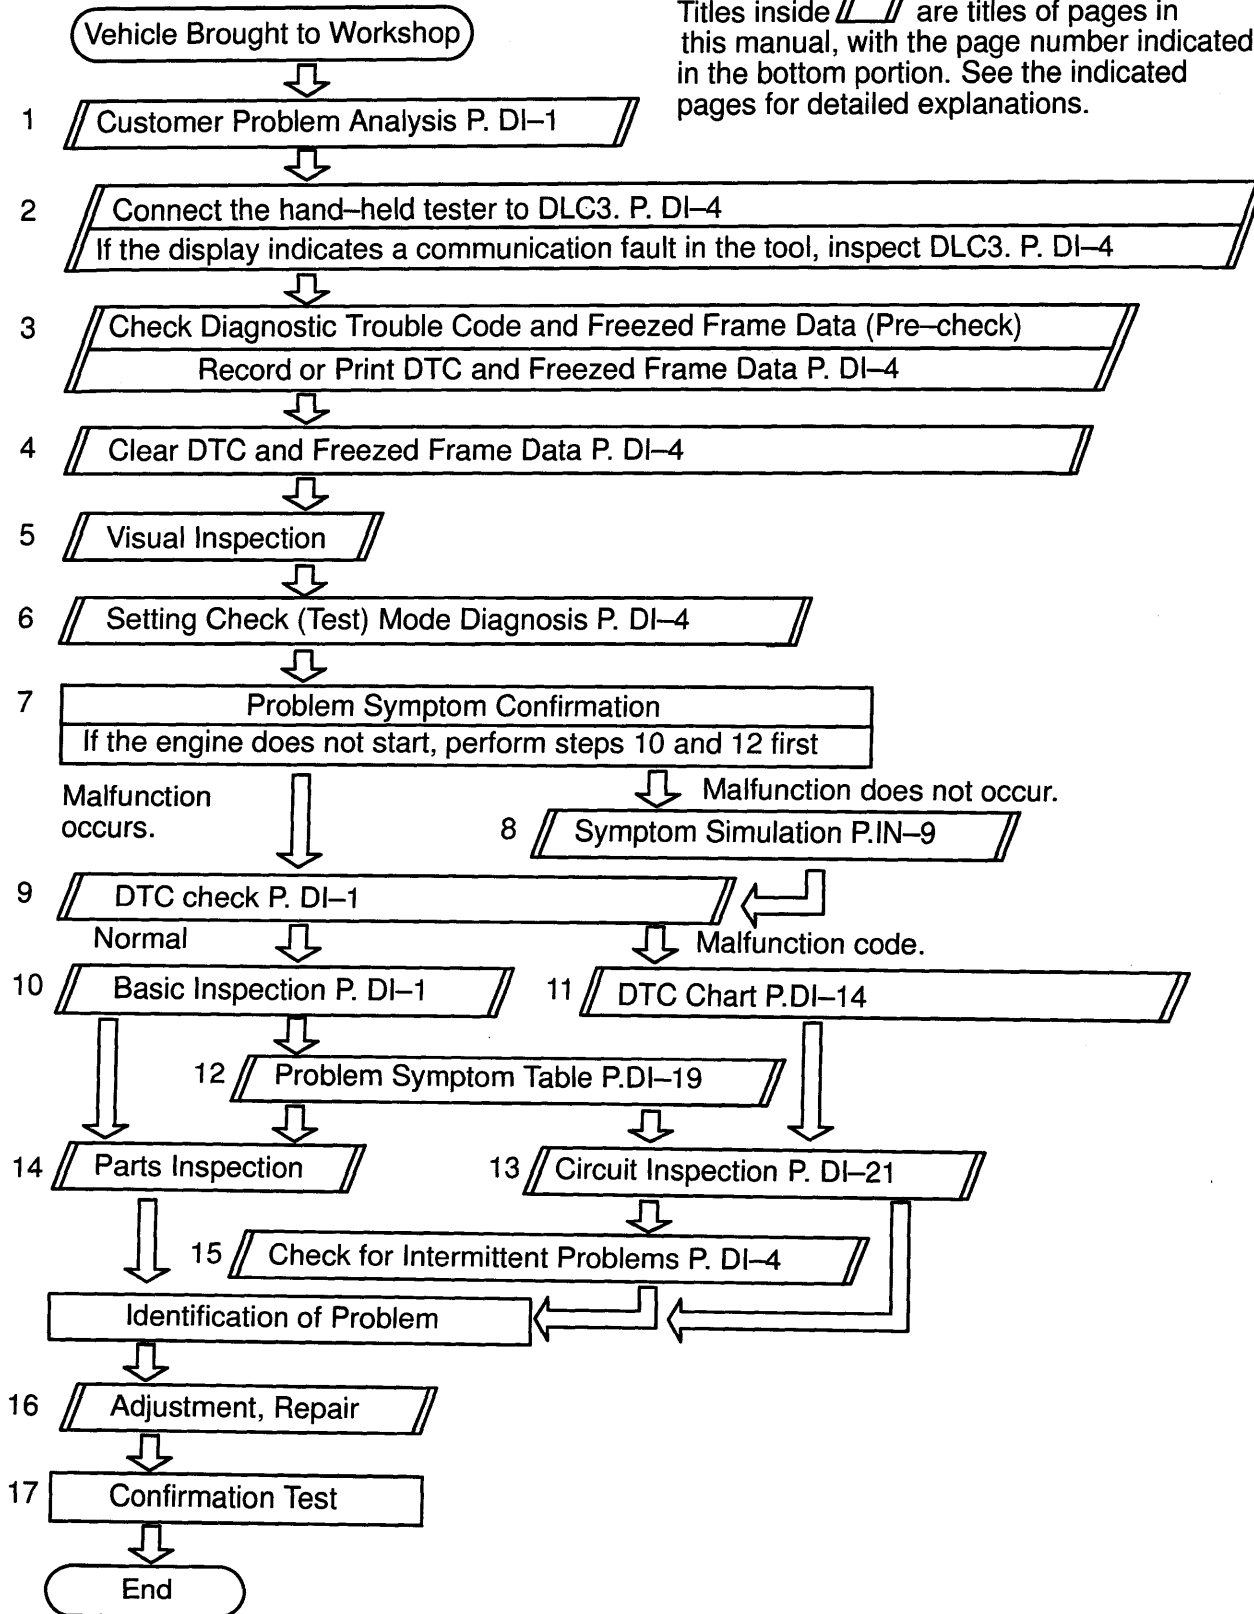 Vehicle Brought to Workshop
Titles inside are titles of pages in
this manual, with the page number indicated
in the bottom portion. See the indicated
pages for detailed explanations.
1 Customer Problem Analysis P. DI–1
2 Connect the hand–held tester to DLC3. P. DI–4
If the display indicates a communication fault in the tool, inspect DLC3. P. DI–4
3 Check Diagnostic Trouble Code and Freezed Frame Data (Pre–check)
Record or Print DTC and Freezed Frame Data P. DI–4
4 Clear DTC and Freezed Frame Data P. DI–4
5 Visual Inspection
6 Setting Check (Test) Mode Diagnosis P. DI–4
7 Problem Symptom Confirmation
If the engine does not start, perform steps 10 and 12 first
Malfunction
occurs.
Malfunction does not occur.
8 Symptom Simulation P.IN–9
9 DTC check P. DI–1
Normal
Malfunction code.
10 Basic Inspection P. DI–1
11 DTC Chart P.DI–14
12 Problem Symptom Table P.DI–19
14 Parts Inspection
13 Circuit Inspection P. DI–21
15 Check for Intermittent Problems P. DI–4
Identification of Problem
16 Adjustment, Repair
17 Confirmation Test
End